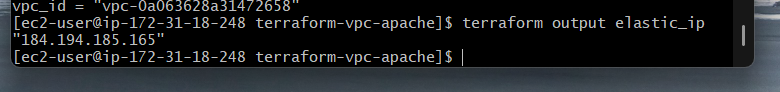 vpc_id = "vpc-0a063628a31472658"
[ec2-user@ip-172-31-18-248 terraform-vpc-apache]$ terraform output elastic_ip
"184.194.185.165"
[ec2-user@ip-172-31-18-248 terraform-vpc-apache]$